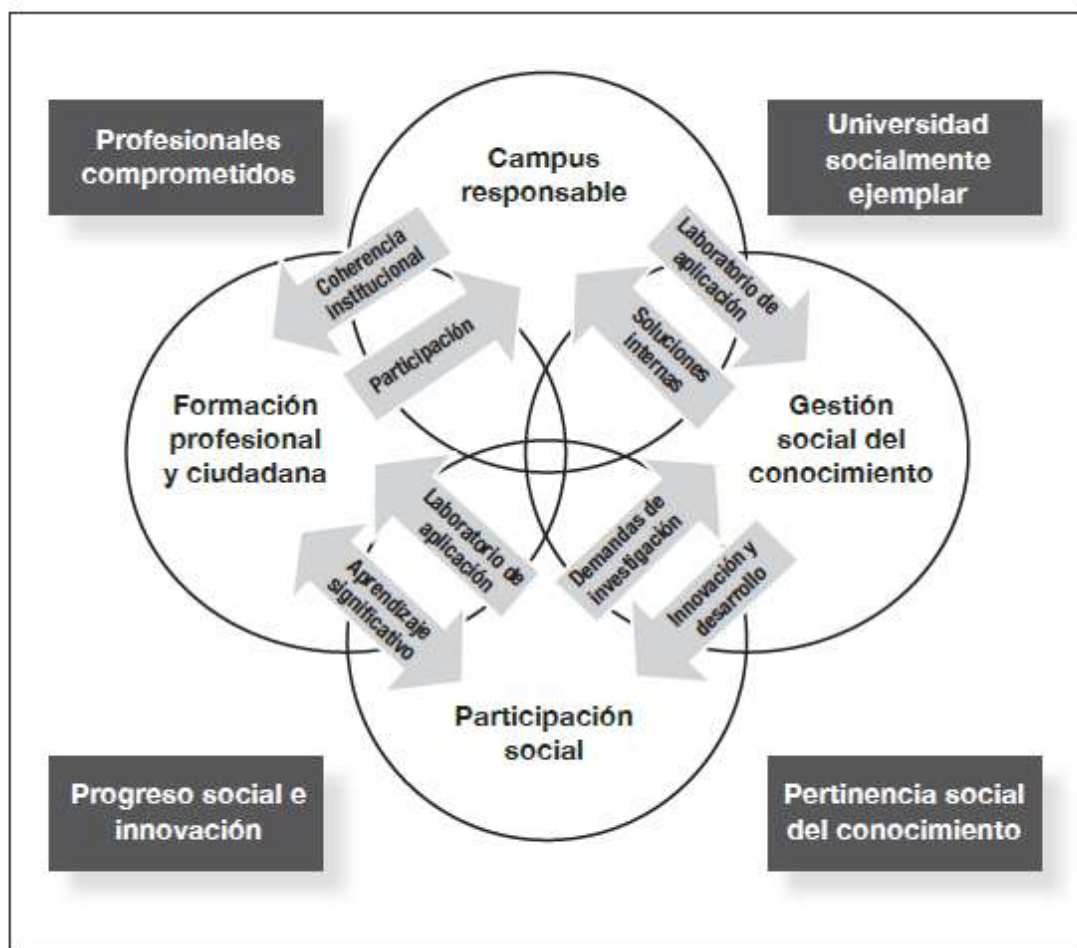 Profesionales
comprometidos
Universidad
socialmente
ejemplar
Campus
responsable
Coherencia
institucional
Participación
Laboratorio de
aplicación
Soluciones
internas
Formación
profesional
y ciudadana
Gestión
social del
conocimiento
Laboratorio de
aplicación
Aprendizaje
significativo
Demandas de
investigación
Innovación y
desarrollo
Participación
social
Progreso social e
innovación
Pertinencia social
del conocimiento